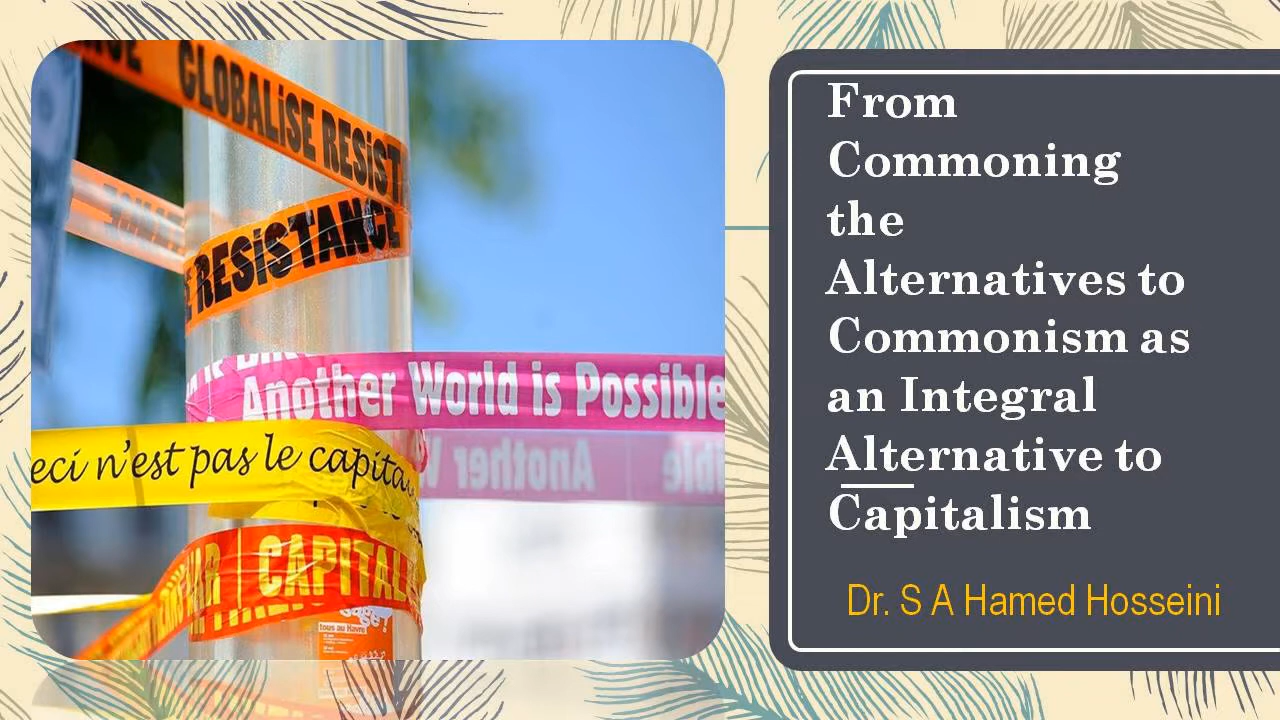 GLOBALiSE RESiST
RESiSTANCE
Another World is Possible
eci n'est pas le capita
CAPITAL
tous au Havre
From
Commoning
the
Alternatives to
Commonism as
an Integral
Alternative to
Capitalism
Dr. S A Hamed Hosseini